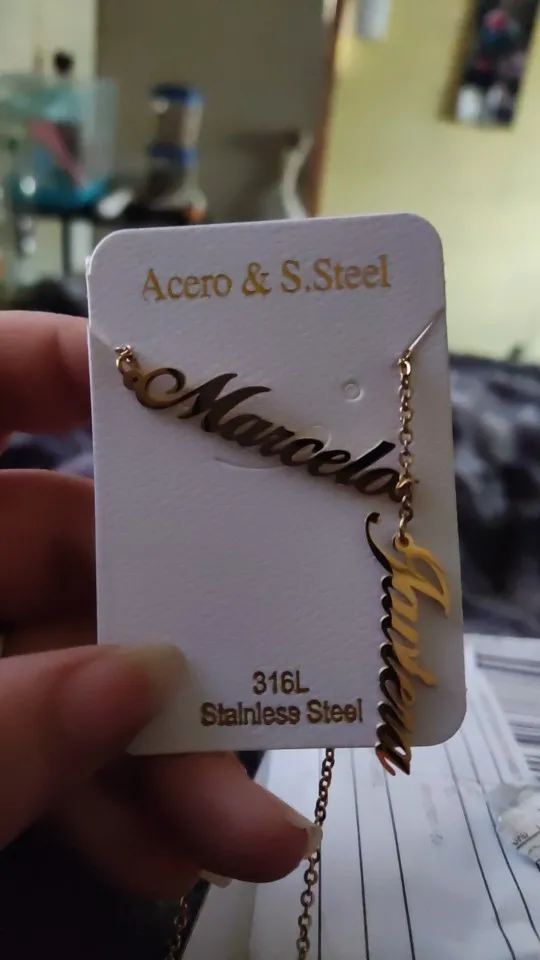 Acero & S.Steel
Marcelo
316L
Stainless Steel